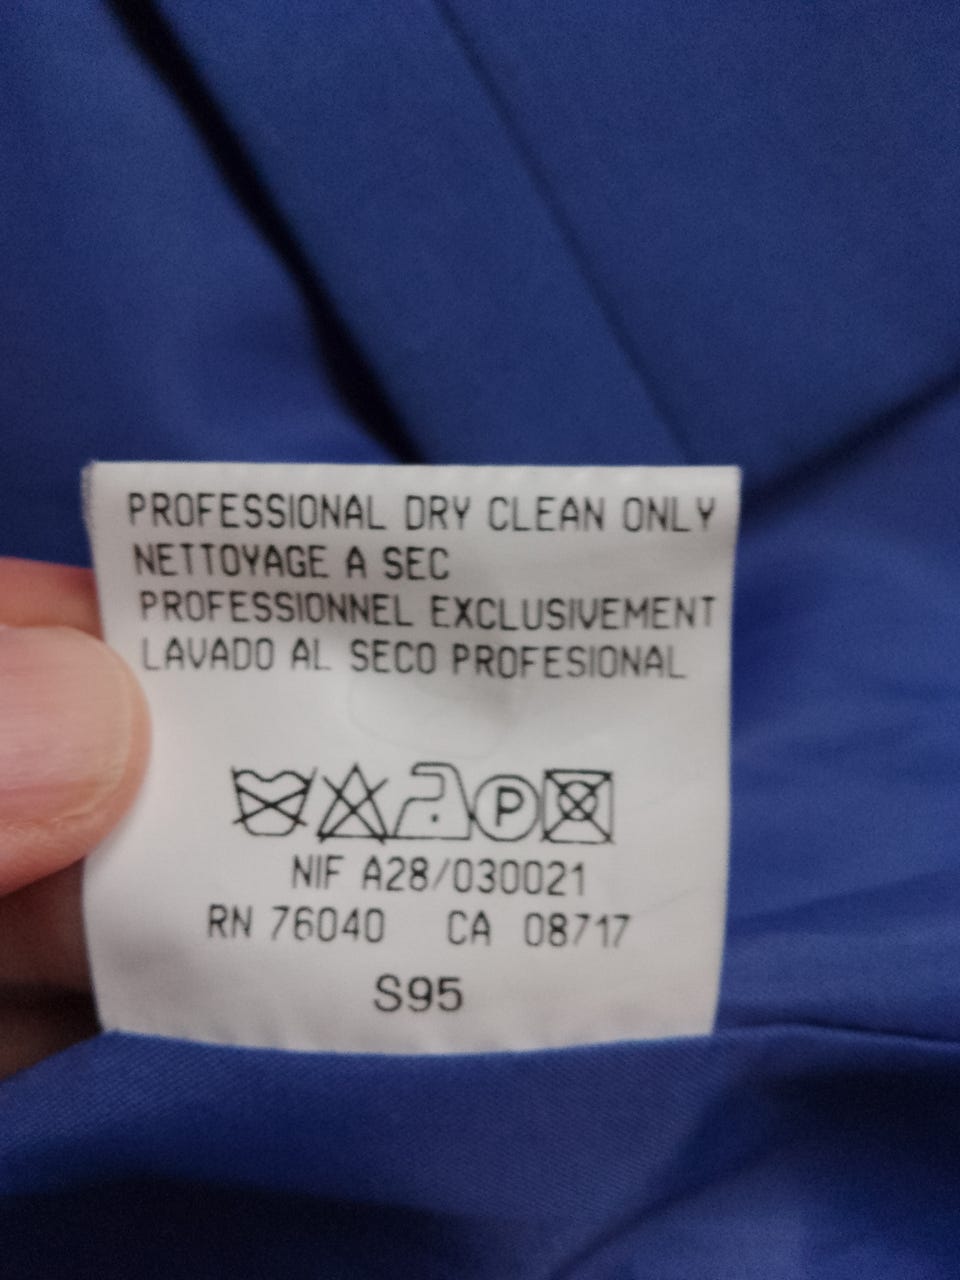 PROFESSIONAL DRY CLEAN ONLY
NETTOYAGE A SEC
PROFESSIONNEL EXCLUSIVEMENT
LAVADO AL SECO PROFESIONAL
P
NIF A28/030021
RN 76040 CA 08717
S95